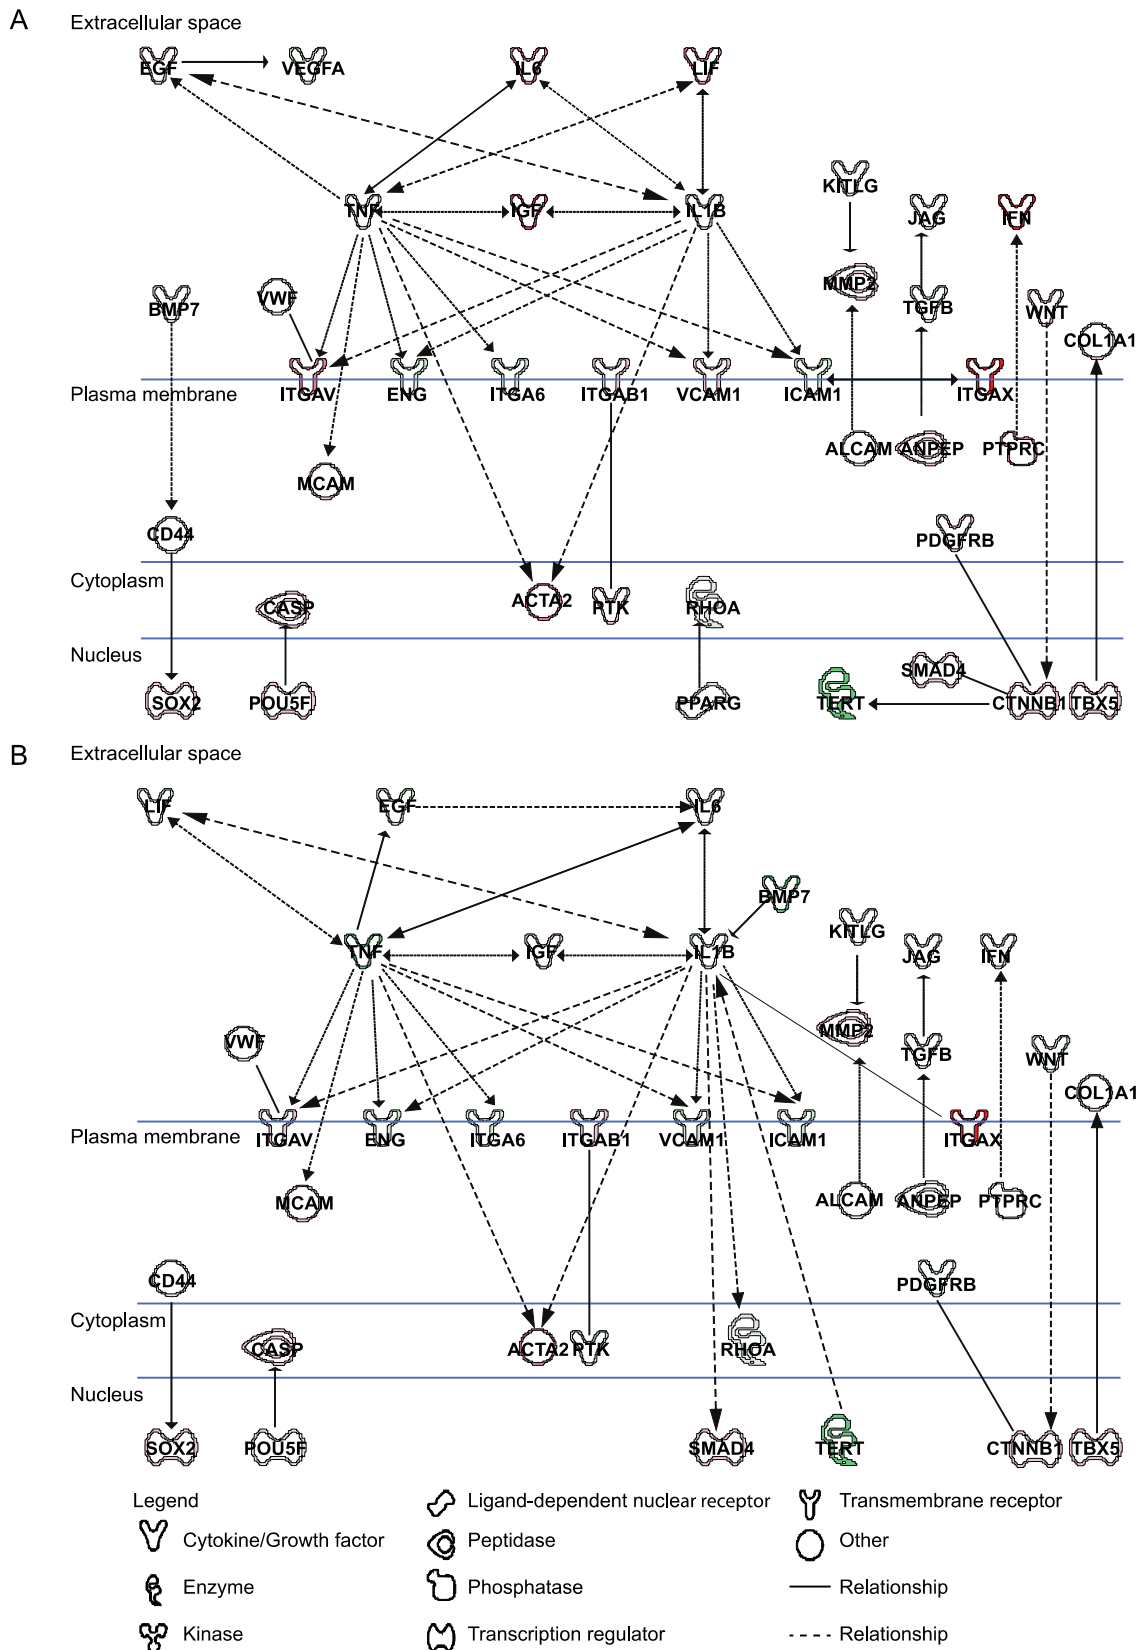 A
Extracellular space
EGF VEGFA IL6 LIF
KITLG
TNF IGF IL1B JAG IFN
MMP2
VWF
BMP7 TGFB WNT
COL1A1
Plasma membrane ITGAV ENG ITGA6 ITGAB1 VCAM1 ICAM1 ITGAX
ALCAM ANPEP PTPRC
MCAM
CD44 PDGFRB
Cytoplasm
CASP ACTA2 PTK RHOA
Nucleus
SMAD4
SOX2 POU5F PPARG TERT CTNNB1 TBX5
B
Extracellular space
LIF EGF IL6
BMP7
KITLG
TNF IGF IL1B JAG IFN
MMP2
VWF TGFB WNT
COL1A1
Plasma membrane ITGAV ENG ITGA6 ITGAB1 VCAM1 ICAM1 ITGAX
MCAM ALCAM ANPEP PTPRC
CD44 PDGFRB
Cytoplasm
CASP ACTA2 PTK RHOA
Nucleus
SOX2 POU5F SMAD4 TERT CTNNB1 TBX5
Legend Ligand-dependent nuclear receptor Transmembrane receptor
Cytokine/Growth factor Peptidase Other
Enzyme Phosphatase Relationship
Kinase Transcription regulator Relationship